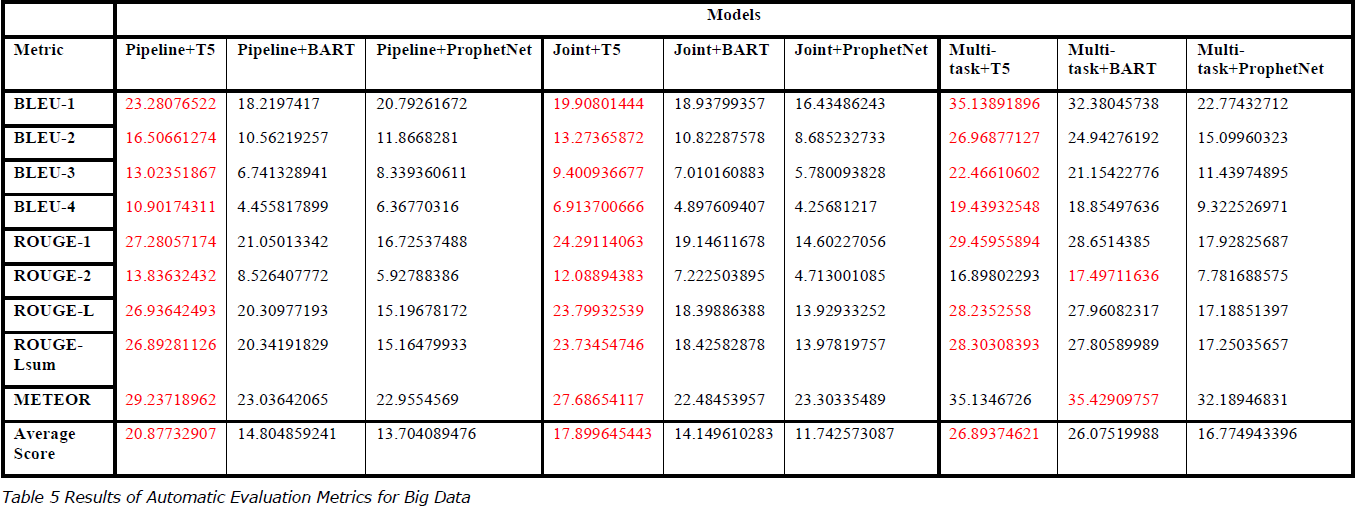 Models
Metric Pipeline+T5 Pipeline+BART Pipeline+ProphetNet Joint+T5 Joint+BART Joint+ProphetNet Multi-task+T5 Multi-task+BART Multi-task+ProphetNet
BLEU-1 23.28076522 18.2197417 20.79261672 19.90801444 18.93799357 16.43486243 35.13891896 32.38045738 22.77432712
BLEU-2 16.50661274 10.56219257 11.8668281 13.27365872 10.82287578 8.685232733 26.96877127 24.94276192 15.09960323
BLEU-3 13.02351867 6.741328941 8.339360611 9.400936677 7.010160883 5.780093828 22.46610602 21.15422776 11.43974895
BLEU-4 10.90174311 4.455817899 6.36770316 6.913700666 4.897609407 4.25681217 19.43932548 18.85497636 9.322526971
ROUGE-1 27.28057174 21.05013342 16.72537488 24.29114063 19.14611678 14.60227056 29.45955894 28.6514385 17.92825687
ROUGE-2 13.83632432 8.526407772 5.92788386 12.08894383 7.222503895 4.713001085 16.89802293 17.49711636 7.781688575
ROUGE-L 26.93642493 20.30977193 15.19678172 23.79932539 18.39886388 13.92933252 28.2352558 27.96082317 17.18851397
ROUGE-Lsum 26.89281126 20.34191829 15.16479933 23.73454746 18.42582878 13.97819757 28.30308393 27.80589989 17.25035657
METEOR 29.23718962 23.03642065 22.9554569 27.68654117 22.48453957 23.30335489 35.1346726 35.42909757 32.18946831
Average Score 20.87732907 14.804859241 13.704089476 17.899645443 14.149610283 11.742573087 26.89374621 26.07519988 16.774943396
Table 5 Results of Automatic Evaluation Metrics for Big Data